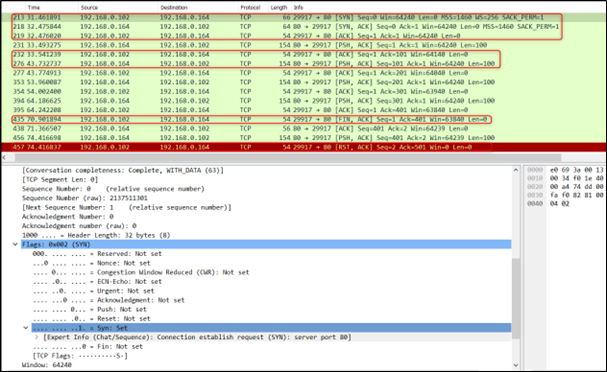 Time Source Destination Protocol Length Info
213 31.461891 192.168.0.102 192.168.0.164 TCP 66 29917 → 80 [SYN] Seq=0 Win=64240 Len=0 MSS=1460 WS=256 SACK_PERM=1
218 32.475844 192.168.0.164 192.168.0.102 TCP 64 80 → 29917 [SYN, ACK] Seq=0 Ack=1 Win=64240 Len=0 MSS=1460 SACK_PERM=1
219 32.476020 192.168.0.102 192.168.0.164 TCP 54 29917 → 80 [ACK] Seq=1 Ack=1 Win=64240 Len=0
231 33.493275 192.168.0.164 192.168.0.102 TCP 154 80 → 29917 [PSH, ACK] Seq=1 Ack=1 Win=64240 Len=100
232 33.541239 192.168.0.102 192.168.0.164 TCP 54 29917 → 80 [ACK] Seq=1 Ack=101 Win=64140 Len=0
276 43.732737 192.168.0.164 192.168.0.102 TCP 154 80 → 29917 [PSH, ACK] Seq=101 Ack=1 Win=64240 Len=100
277 43.774913 192.168.0.102 192.168.0.164 TCP 54 29917 → 80 [ACK] Seq=1 Ack=201 Win=64040 Len=0
353 53.960087 192.168.0.164 192.168.0.102 TCP 154 80 → 29917 [PSH, ACK] Seq=201 Ack=1 Win=64240 Len=100
354 54.002400 192.168.0.102 192.168.0.164 TCP 54 29917 → 80 [ACK] Seq=1 Ack=301 Win=63940 Len=0
394 64.186625 192.168.0.164 192.168.0.102 TCP 154 80 → 29917 [PSH, ACK] Seq=301 Ack=1 Win=64240 Len=100
395 64.242208 192.168.0.102 192.168.0.164 TCP 54 29917 → 80 [ACK] Seq=1 Ack=401 Win=63840 Len=0
435 70.901894 192.168.0.102 192.168.0.164 TCP 54 29917 → 80 [FIN, ACK] Seq=1 Ack=401 Win=63840 Len=0
438 71.366507 192.168.0.164 192.168.0.102 TCP 56 80 → 29917 [ACK] Seq=401 Ack=2 Win=64239 Len=0
456 74.416698 192.168.0.164 192.168.0.102 TCP 154 80 → 29917 [PSH, ACK] Seq=401 Ack=2 Win=64239 Len=100
457 74.416837 192.168.0.102 192.168.0.164 TCP 54 29917 → 80 [RST, ACK] Seq=2 Ack=501 Win=0 Len=0
[Conversation completeness: Complete, WITH_DATA (63)]
[TCP Segment Len: 0]
Sequence Number: 0 (relative sequence number)
Sequence Number (raw): 2137511301
[Next Sequence Number: 1 (relative sequence number)]
Acknowledgment Number: 0
Acknowledgment number (raw): 0
1000 .... = Header Length: 32 bytes (8)
Flags: 0x002 (SYN)
000. .... .... = Reserved: Not set
...0 .... .... = Nonce: Not set
.... 0... .... = Congestion Window Reduced (CWR): Not set
.... .0.. .... = ECN-Echo: Not set
.... ..0. .... = Urgent: Not set
.... ...0 .... = Acknowledgment: Not set
.... .... 0... = Push: Not set
.... .... .0.. = Reset: Not set
.... .... ..1. = Syn: Set
[Expert Info (Chat/Sequence): Connection establish request (SYN): server port 80]
.... .... ...0 = Fin: Not set
[TCP Flags: ··········S·]
Window: 64240
0000 e0 69 3a 00 13
0010 00 34 f0 1e 40
0020 00 a4 74 dd 00
0030 fa f0 82 81 00
0040 04 02